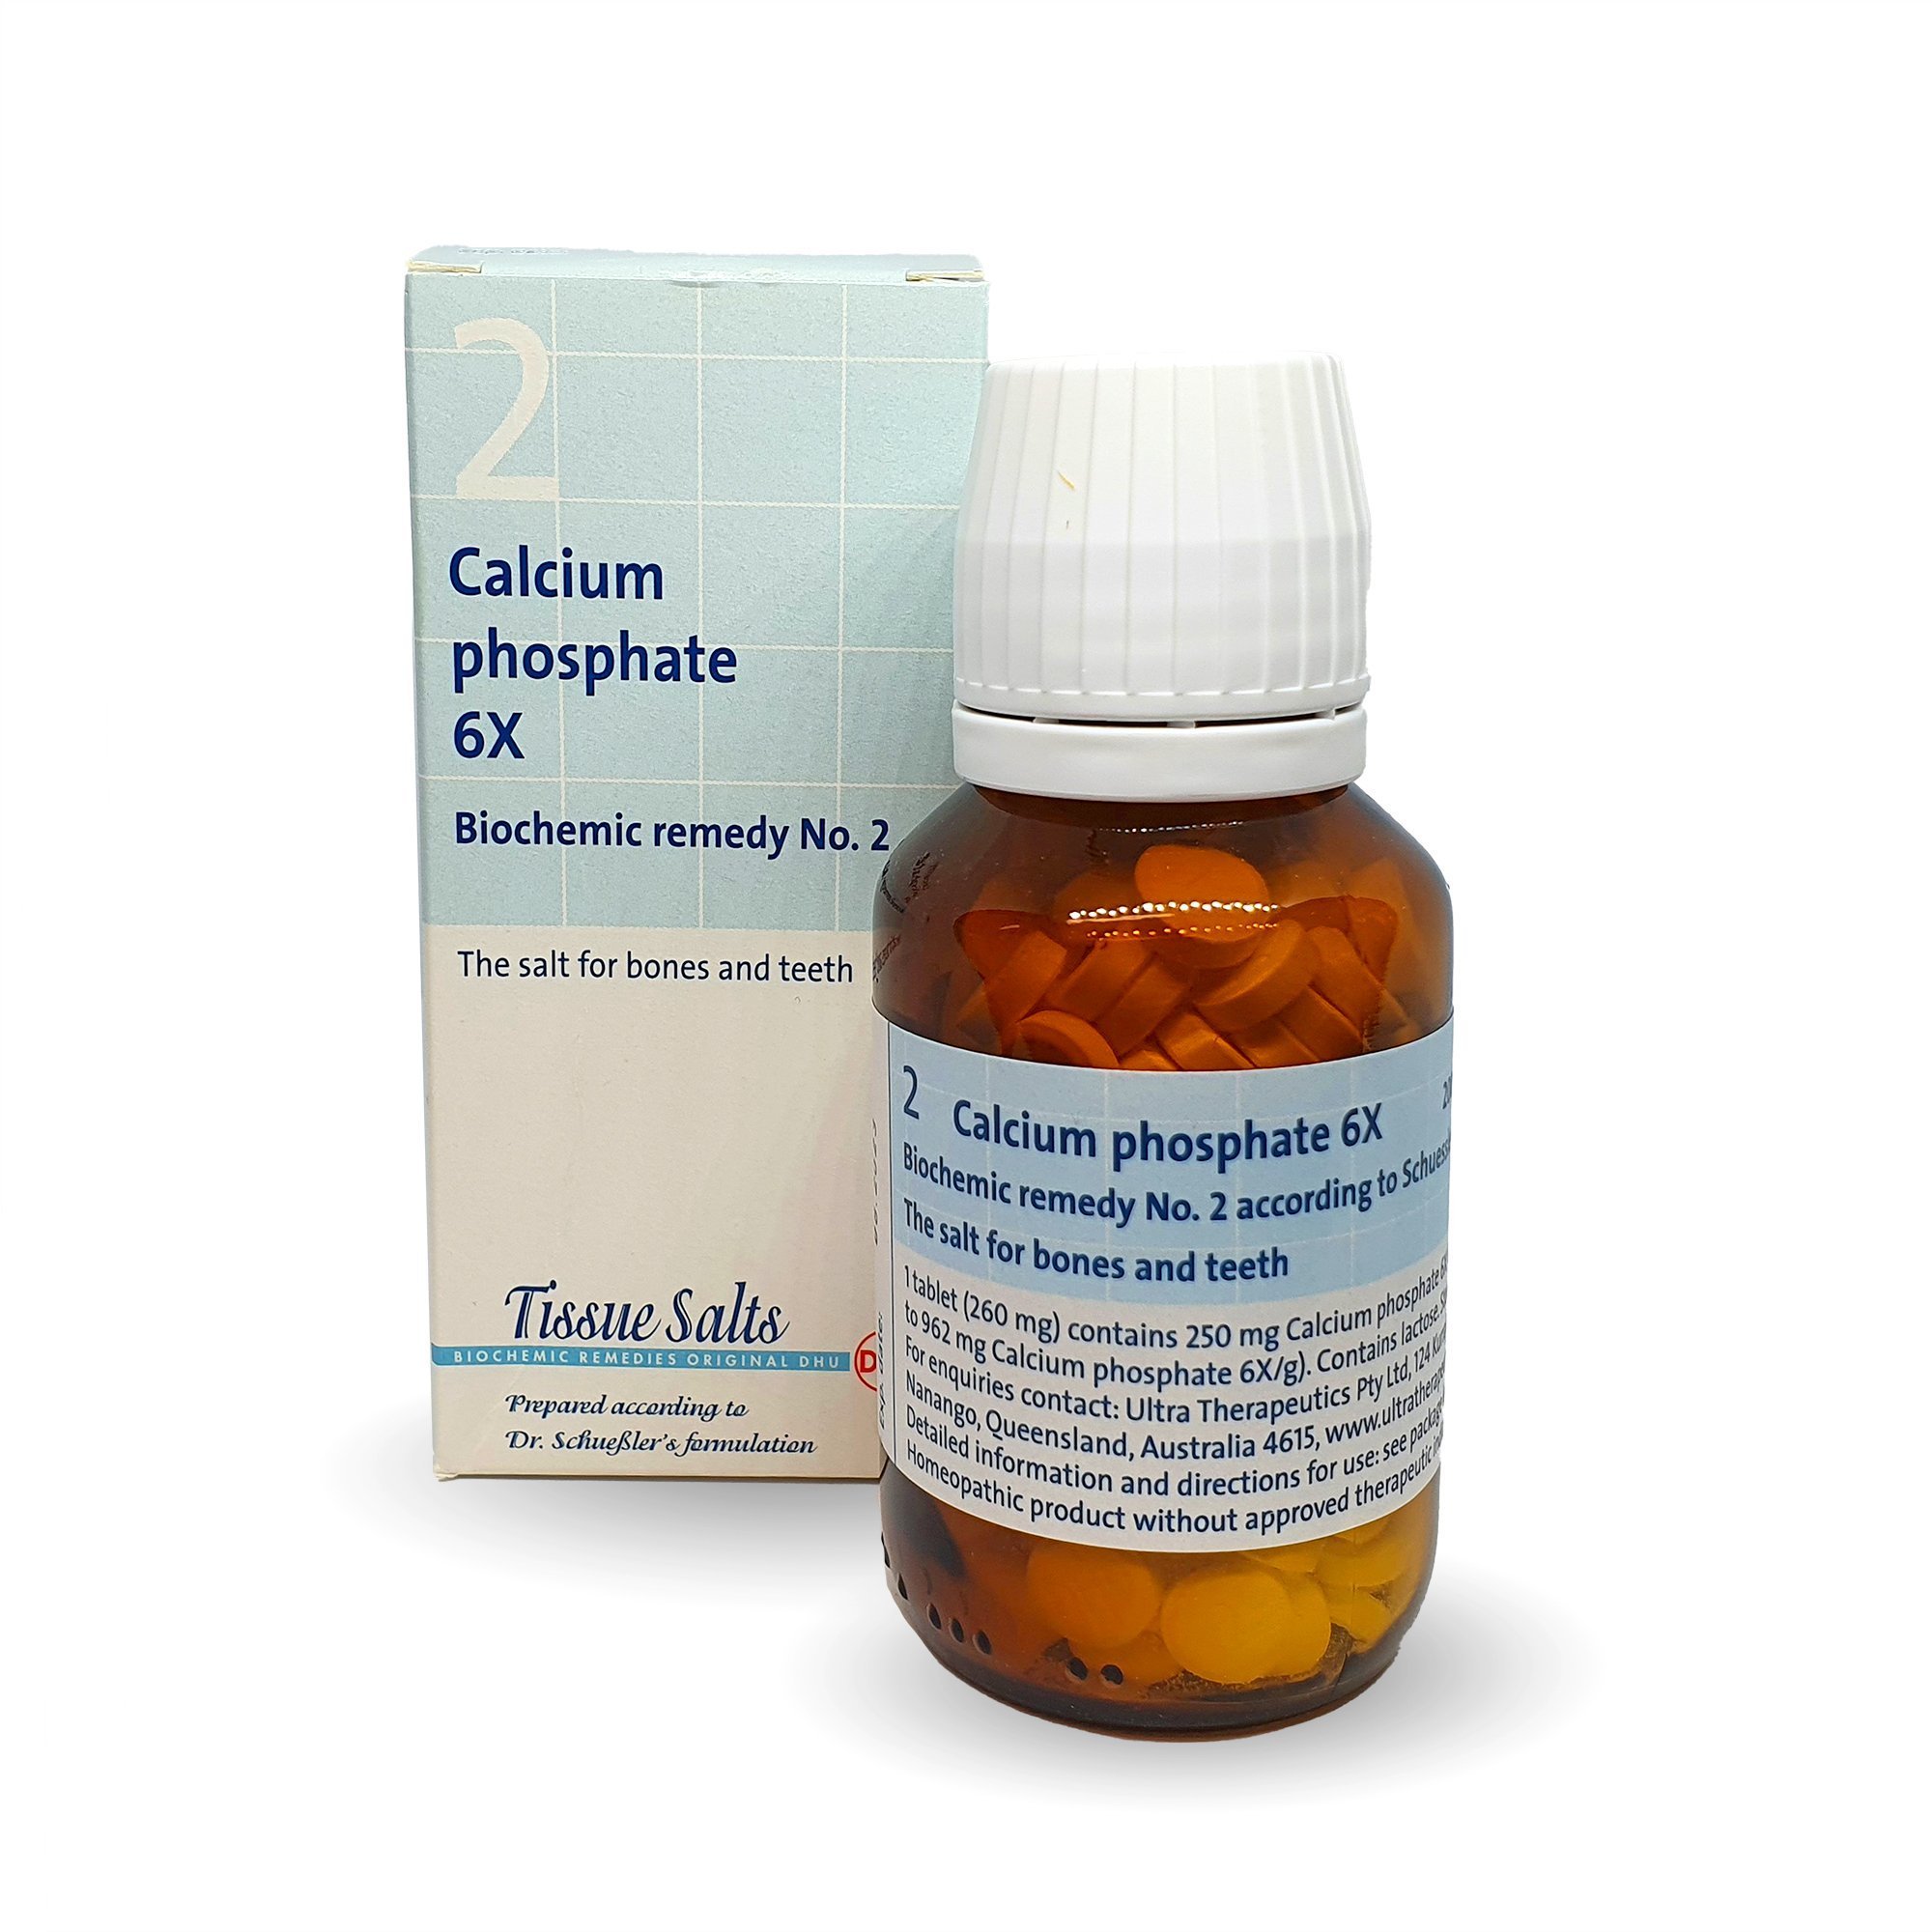 2
Calcium
phosphate
6X
Biochemic remedy No. 2
The salt for bones and teeth
Tissue Salts
BIOCHEMIC REMEDIES ORIGINAL DHU
Prepared according to
Dr. Schueßler's formulation
2 Calcium phosphate 6X
Biochemic remedy No. 2 according to
The salt for bones and teeth
1 tablet (260 mg) contains 250 mg Calcium phosphate 6X
to 962 mg Calcium phosphate 6X/g). Contains lactose.
For enquiries contact: Ultra Therapeutics Pty Ltd, 124
Nanango, Queensland, Australia 4615,
Detailed information and directions for use: see
Homeopathic product without approved therapeutic